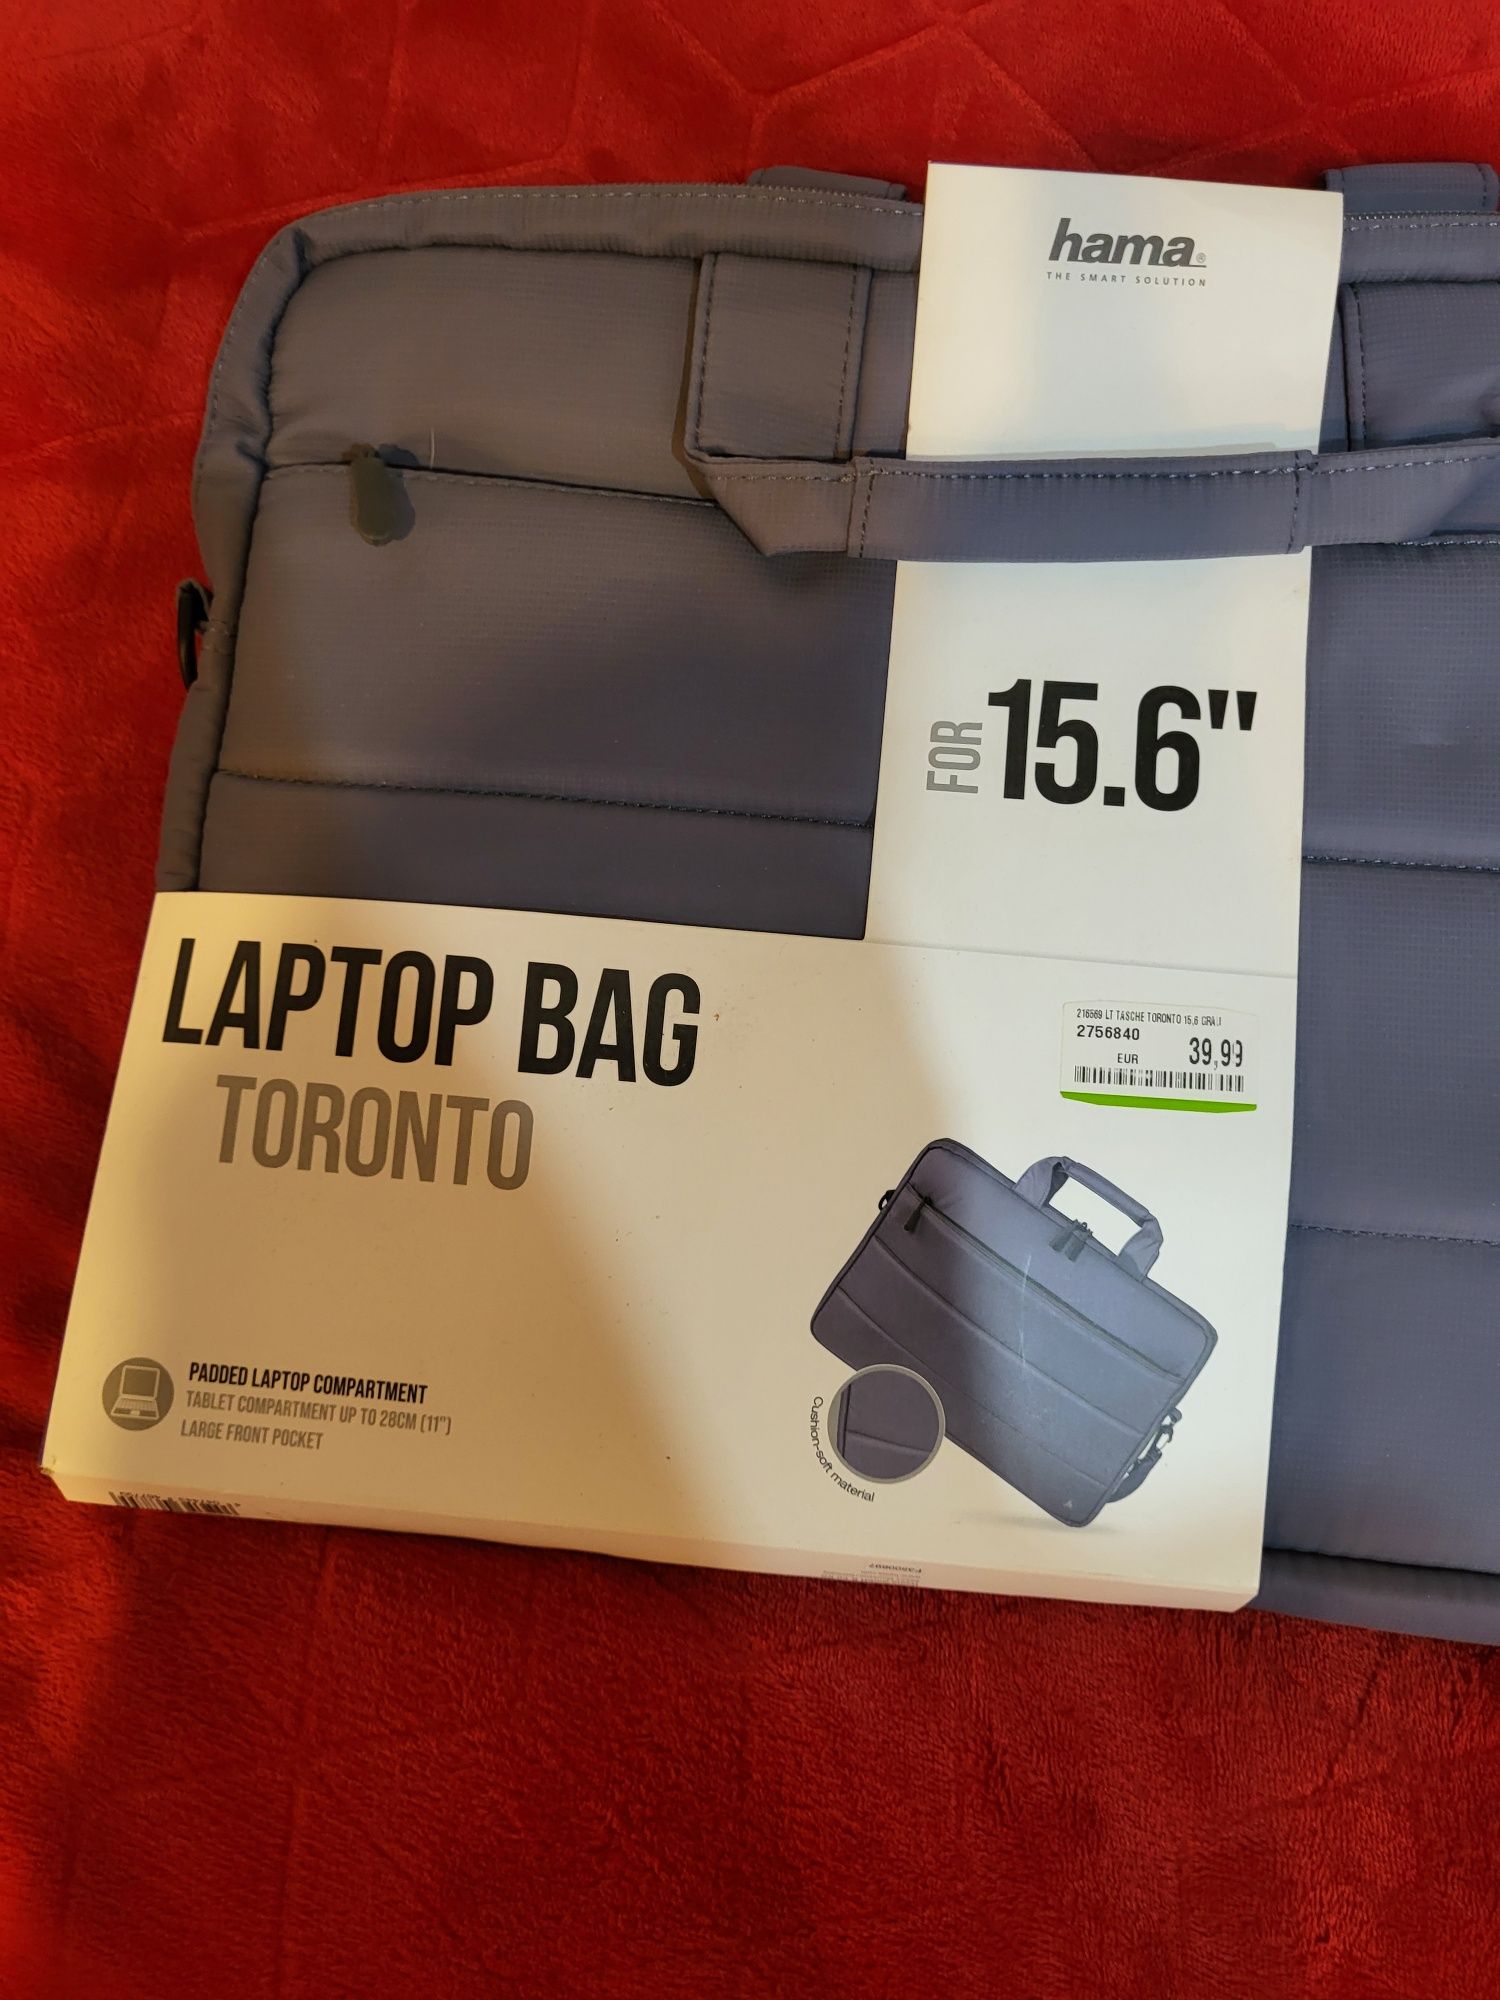 hama®
THE SMART SOLUTION
FOR 15.6"
LAPTOP BAG
TORONTO
216569 LT TASCHE TORONTO 15,6 GRAU
2756840
EUR 39,99
PADDED LAPTOP COMPARTMENT
TABLET COMPARTMENT UP TO 28CM (11")
LARGE FRONT POCKET
Cushion-soft material